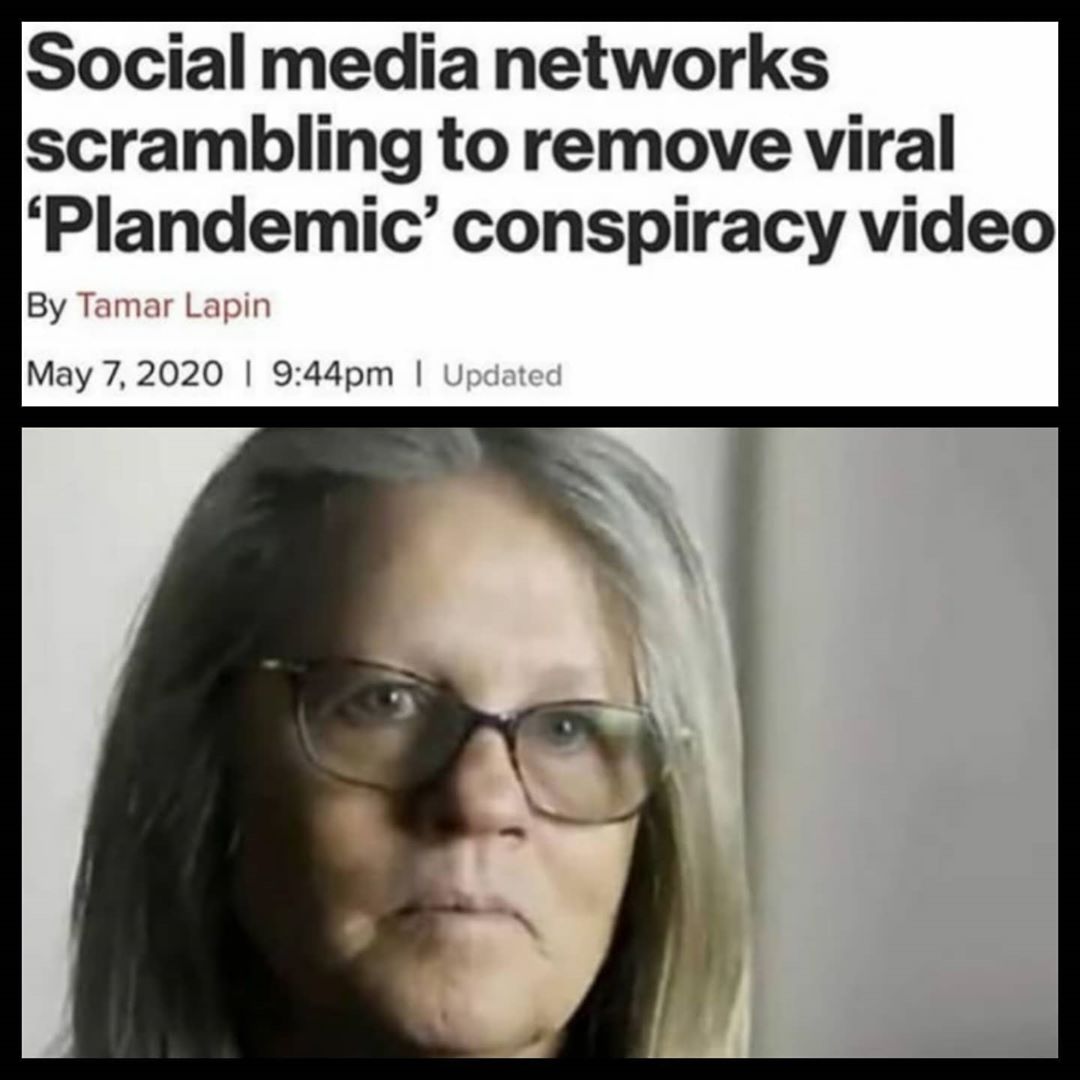 Social media networks
scrambling to remove viral
‘Plandemic’ conspiracy video
By Tamar Lapin
May 7, 2020 | 9:44pm | Updated